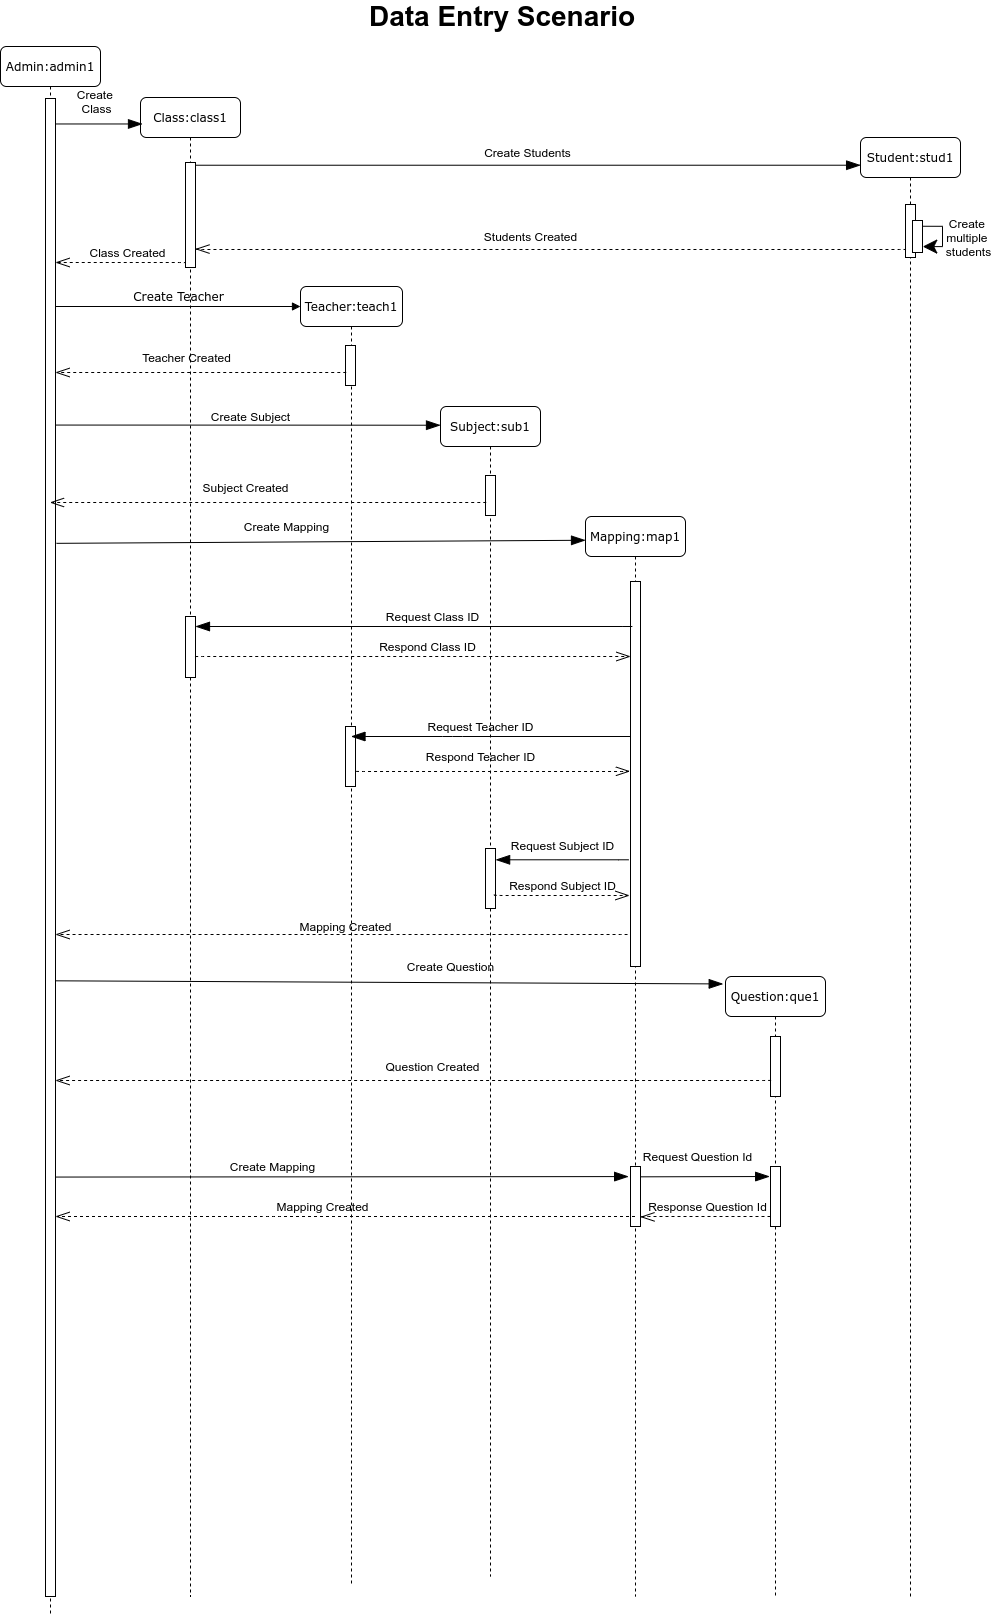 Data Entry Scenario
Admin:admin1
Create
Class
Class:class1
Create Students
Student:stud1
Create
multiple
students
Students Created
Class Created
Create Teacher
Teacher:teach1
Teacher Created
Create Subject
Subject:sub1
Subject Created
Create Mapping
Mapping:map1
Request Class ID
Respond Class ID
Request Teacher ID
Respond Teacher ID
Request Subject ID
Respond Subject ID
Mapping Created
Create Question
Question:que1
Question Created
Create Mapping
Request Question Id
Mapping Created
Response Question Id